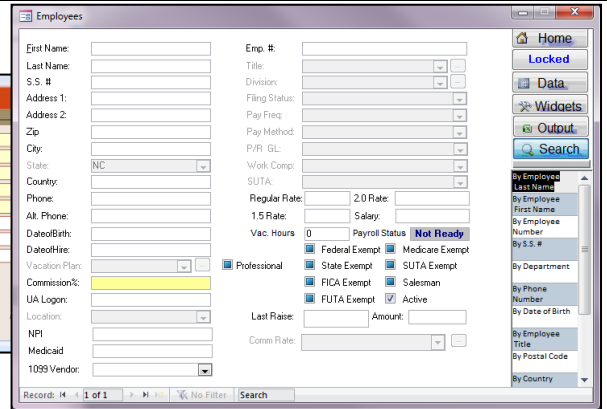 Employees
First Name:
Last Name:
S.S. #
Address 1:
Address 2:
Zip
City:
State: NC
Country:
Phone:
Alt. Phone:
DateofBirth:
DateofHire:
Vacation Plan:
Commission%:
UA Logon:
Location:
NPI
Medicaid
1099 Vendor:
Professional
Emp. #:
Title:
Division:
Filing Status:
Pay Freq:
Pay Method:
P/R GL:
Work Comp:
SUTA:
Regular Rate: 2.0 Rate:
1.5 Rate: Salary:
Vac. Hours 0 Payroll Status Not Ready
Federal Exempt Medicare Exempt
State Exempt SUTA Exempt
FICA Exempt Salesman
FUTA Exempt Active
Last Raise: Amount:
Comm Rate:
Home
Locked
Data
Widgets
Output
Search
By Employee
Last Name
By Employee
First Name
By Employee
Number
By S.S. #
By Department
By Phone
Number
By Date of Birth
By Employee
Title
By Postal Code
By Country
Record: 1 of 1 No Filter Search